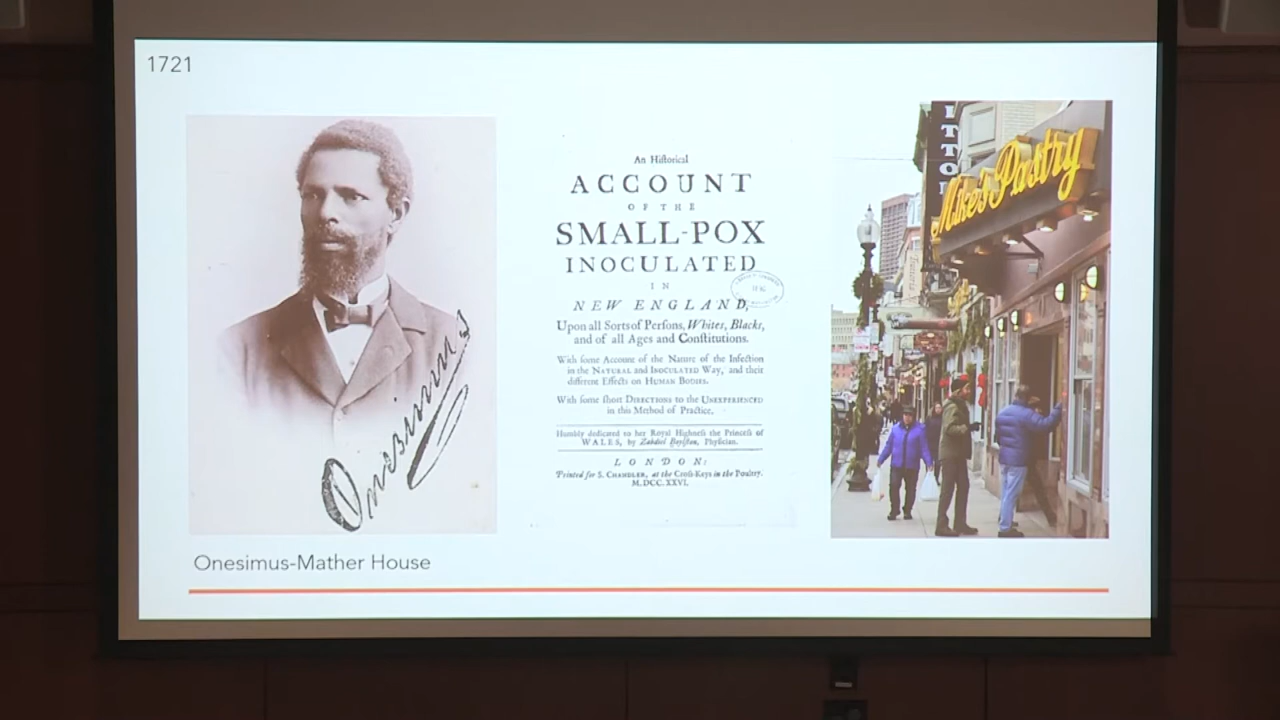 1721
An Hiſtorical
ACCOUNT
OF THE
SMALL-POX
INOCULATED
IN
NEW ENGLAND,
Upon all Sorts of Perſons, Whites, Blacks,
and of all Ages and Conſtitutions.
With ſome Account of the Nature of the Infection
in the NATURAL and INOCULATED Way, and their
different Effects on HUMAN BODIES.
With ſome ſhort DIRECTIONS to the UNEXPERIENCED
in this Method of Practice.
Humbly dedicated to her Royal Highneſs the Princeſs of
WALES, by Zabdiel Boylſton, Phyſician.
LONDON:
Printed for S. CHANDLER, at the Croſs-Keys in the Poultry.
M.DCC.XXVI.
Onesimus
ITTO
Mike's Pastry
Onesimus-Mather House